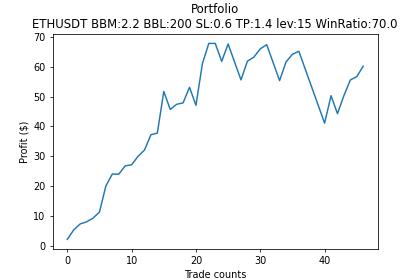 Portfolio
ETHUSDT BBM:2.2 BBL:200 SL:0.6 TP:1.4 lev:15 WinRatio:70.0
70
60
50
40
30
20
10
0
Profit ($)
0 10 20 30 40
Trade counts